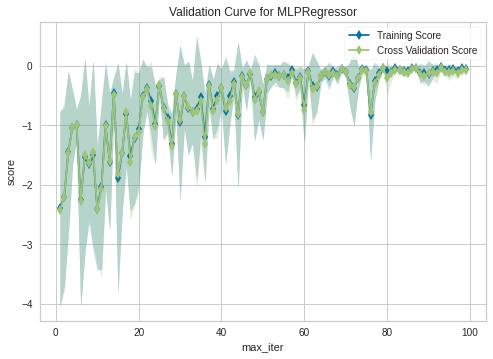 Validation Curve for MLPRegressor
Training Score
Cross Validation Score
0
−1
−2
−3
−4
score
0
20
40
60
80
100
max_iter